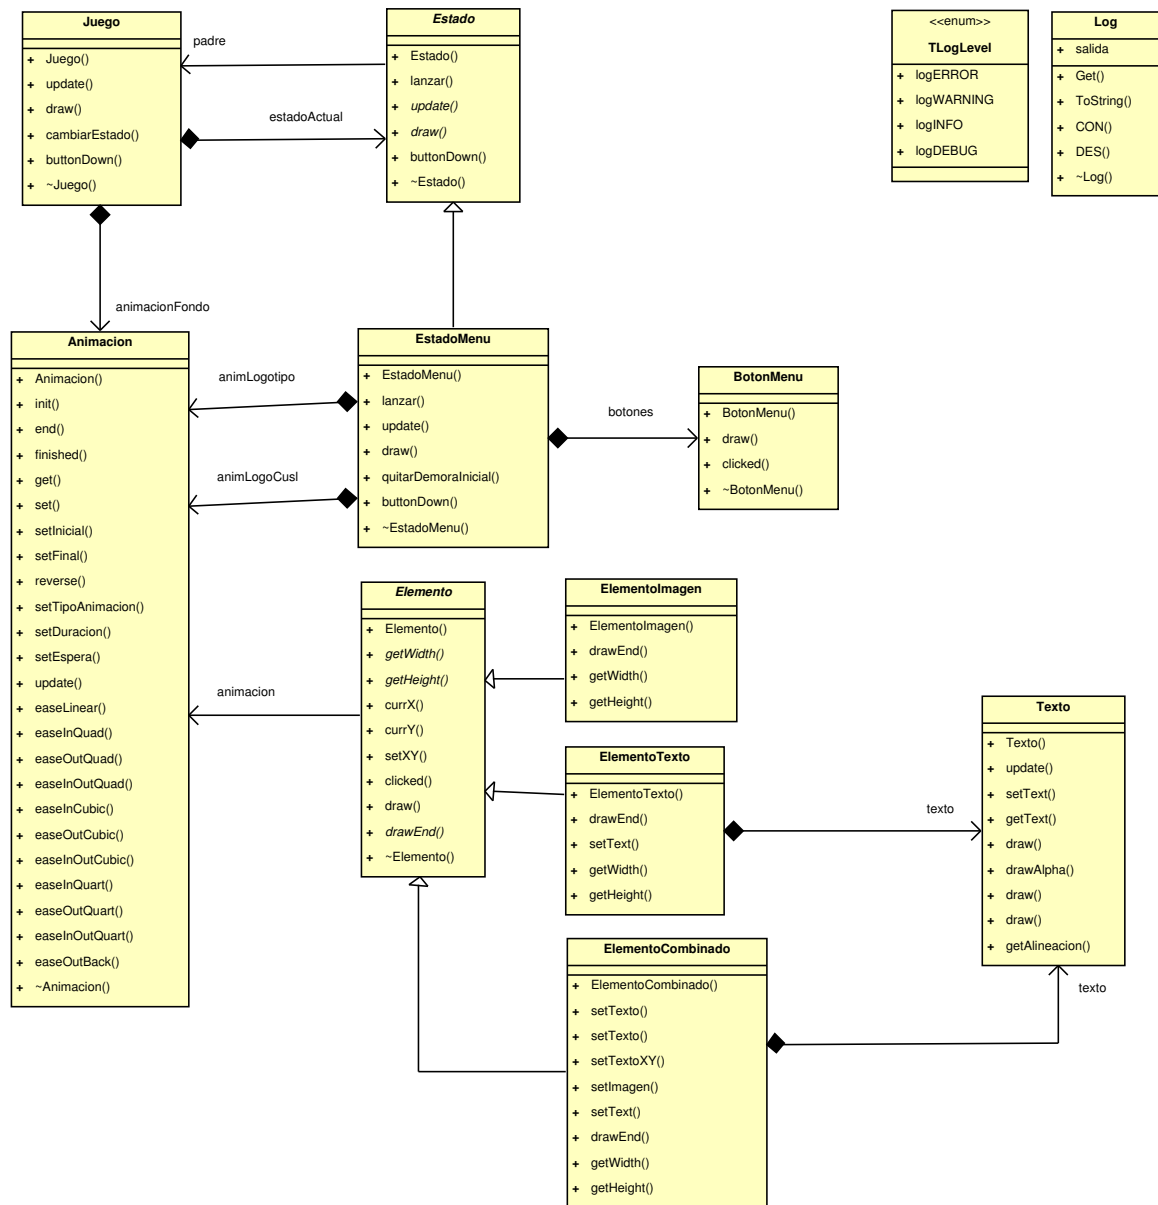 Juego
+ Juego()
+ update()
+ draw()
+ cambiarEstado()
+ buttonDown()
+ ~Juego()
padre
estadoActual
Estado
+ Estado()
+ lanzar()
+ update()
+ draw()
+ buttonDown()
+ ~Estado()
<<enum>>
TLogLevel
+ logERROR
+ logWARNING
+ logINFO
+ logDEBUG
Log
+ salida
+ Get()
+ ToString()
+ CON()
+ DES()
+ ~Log()
animacionFondo
Animacion
+ Animacion()
+ init()
+ end()
+ finished()
+ get()
+ set()
+ setInicial()
+ setFinal()
+ reverse()
+ setTipoAnimacion()
+ setDuracion()
+ setEspera()
+ update()
+ easeLinear()
+ easeInQuad()
+ easeOutQuad()
+ easeInOutQuad()
+ easeInCubic()
+ easeOutCubic()
+ easeInOutCubic()
+ easeInQuart()
+ easeOutQuart()
+ easeInOutQuart()
+ easeOutBack()
+ ~Animacion()
animLogotipo
animLogoCusl
EstadoMenu
+ EstadoMenu()
+ lanzar()
+ update()
+ draw()
+ quitarDemoraInicial()
+ buttonDown()
+ ~EstadoMenu()
botones
BotonMenu
+ BotonMenu()
+ draw()
+ clicked()
+ ~BotonMenu()
animacion
Elemento
+ Elemento()
+ getWidth()
+ getHeight()
+ currX()
+ currY()
+ setXY()
+ clicked()
+ draw()
+ drawEnd()
+ ~Elemento()
ElementoImagen
+ ElementoImagen()
+ drawEnd()
+ getWidth()
+ getHeight()
ElementoTexto
+ ElementoTexto()
+ drawEnd()
+ setText()
+ getWidth()
+ getHeight()
texto
Texto
+ Texto()
+ update()
+ setText()
+ getText()
+ draw()
+ drawAlpha()
+ draw()
+ draw()
+ getAlineacion()
texto
ElementoCombinado
+ ElementoCombinado()
+ setTexto()
+ setTexto()
+ setTextoXY()
+ setImagen()
+ setText()
+ drawEnd()
+ getWidth()
+ getHeight()